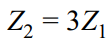 Z₂ = 3Z₁